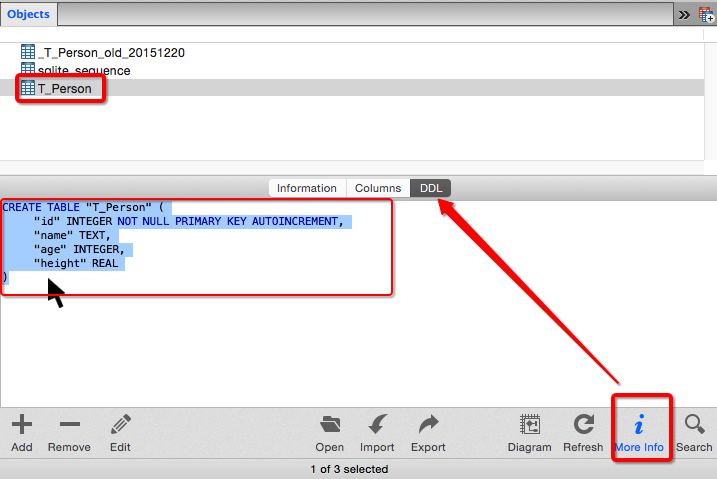 Objects
_T_Person_old_20151220
sqlite_sequence
T_Person
Information Columns DDL
CREATE TABLE "T_Person" (
"id" INTEGER NOT NULL PRIMARY KEY AUTOINCREMENT,
"name" TEXT,
"age" INTEGER,
"height" REAL
)
Add Remove Edit Open Import Export Diagram Refresh More Info Search
1 of 3 selected